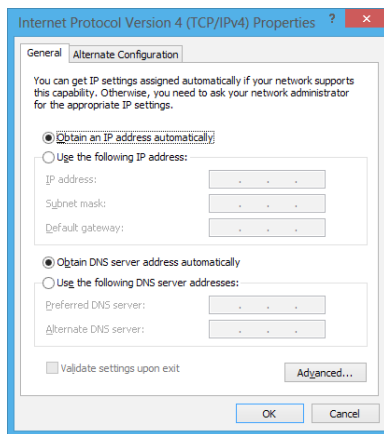 Internet Protocol Version 4 (TCP/IPv4) Properties ? ×
General Alternate Configuration
You can get IP settings assigned automatically if your network supports
this capability. Otherwise, you need to ask your network administrator
for the appropriate IP settings.
Obtain an IP address automatically
Use the following IP address:
IP address: . . .
Subnet mask: . . .
Default gateway: . . .
Obtain DNS server address automatically
Use the following DNS server addresses:
Preferred DNS server: . . .
Alternate DNS server: . . .
Validate settings upon exit
Advanced...
OK Cancel